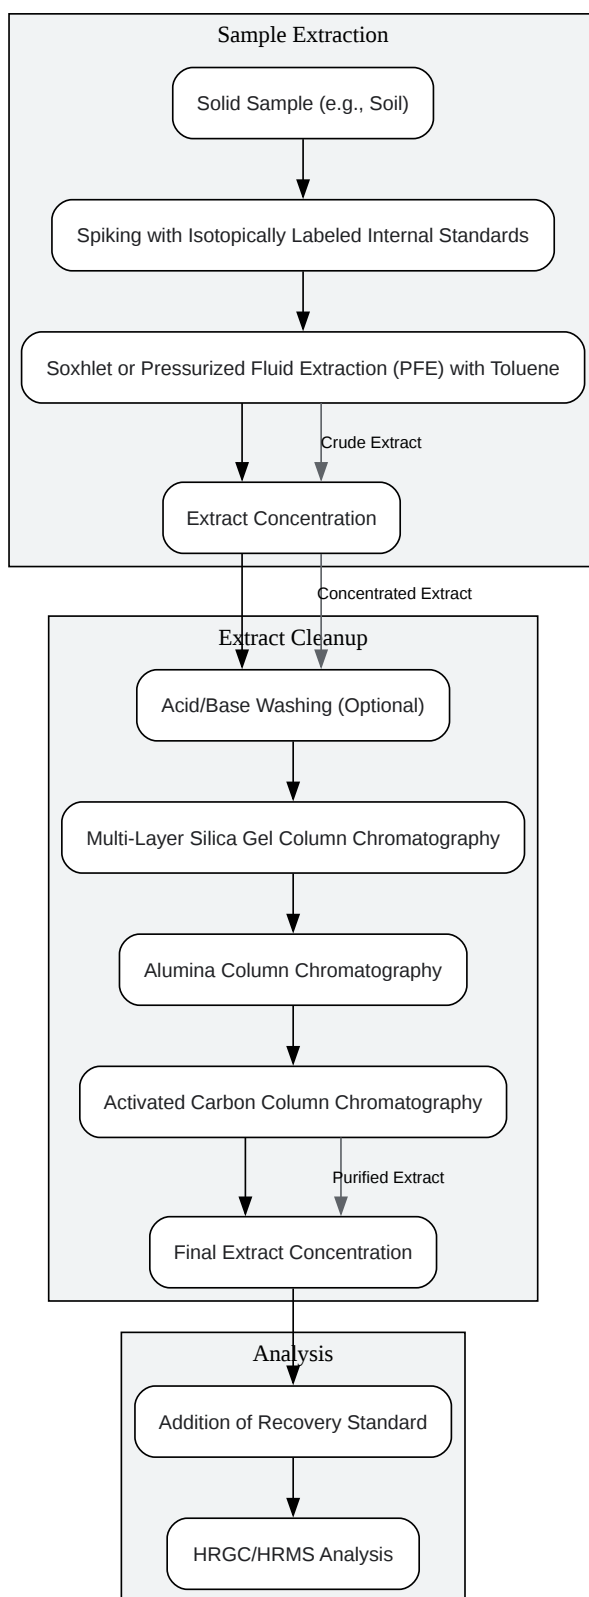 Sample Extraction
Solid Sample (e.g., Soil)
Spiking with Isotopically Labeled Internal Standards
Soxhlet or Pressurized Fluid Extraction (PFE) with Toluene
Crude Extract
Extract Concentration
Concentrated Extract
Extract Cleanup
Acid/Base Washing (Optional)
Multi-Layer Silica Gel Column Chromatography
Alumina Column Chromatography
Activated Carbon Column Chromatography
Purified Extract
Final Extract Concentration
Analysis
Addition of Recovery Standard
HRGC/HRMS Analysis